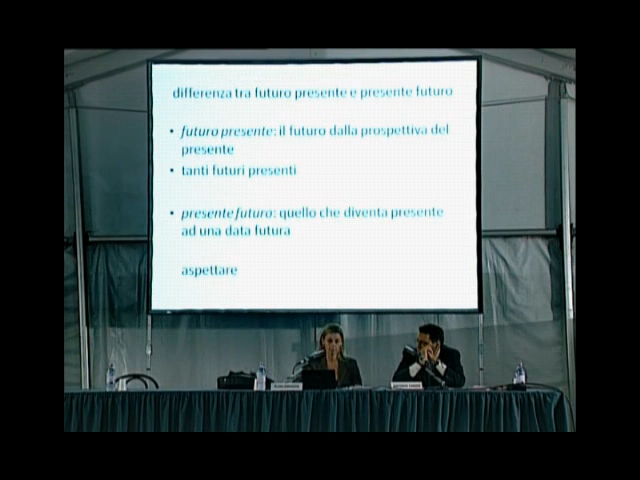 differenza tra futuro presente e presente futuro
• futuro presente: il futuro dalla prospettiva del
presente
• tanti futuri presenti
• presente futuro: quello che diventa presente
ad una data futura
aspettare